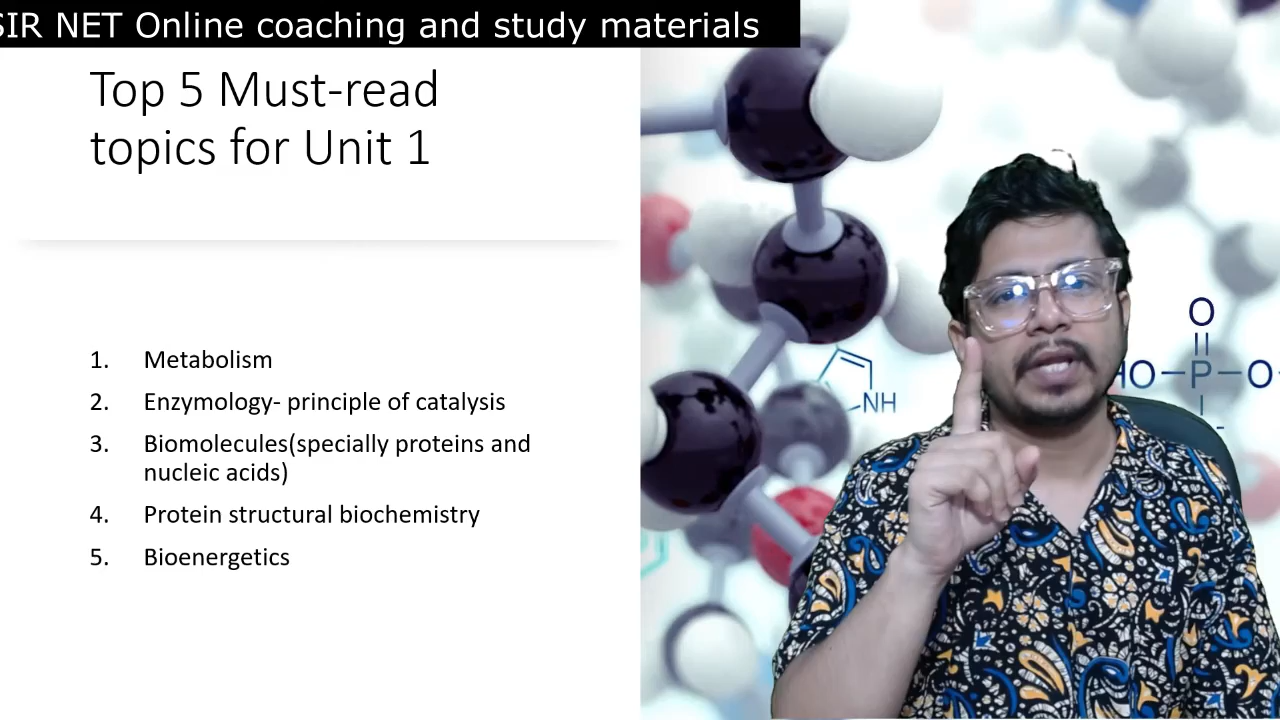 SIR NET Online coaching and study materials
Top 5 Must-read
topics for Unit 1
1. Metabolism
2. Enzymology- principle of catalysis
3. Biomolecules(specially proteins and
nucleic acids)
4. Protein structural biochemistry
5. Bioenergetics
O
HO—P—O
NH